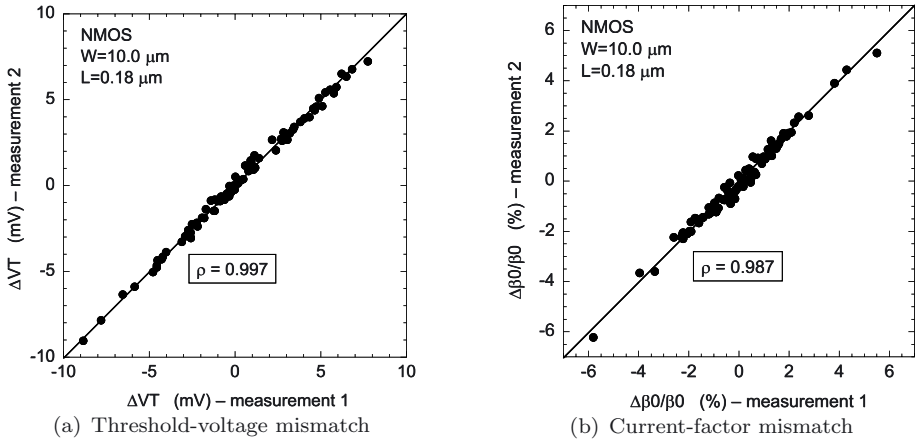 NMOS
W=10.0 μm
L=0.18 μm
10
5
0
-5
-10
ΔVT (mV) – measurement 2
ρ = 0.997
-10 -5 0 5 10
ΔVT (mV) – measurement 1
(a) Threshold-voltage mismatch
NMOS
W=10.0 μm
L=0.18 μm
6
4
2
0
-2
-4
-6
Δβ0/β0 (%) – measurement 2
ρ = 0.987
-6 -4 -2 0 2 4 6
Δβ0/β0 (%) – measurement 1
(b) Current-factor mismatch